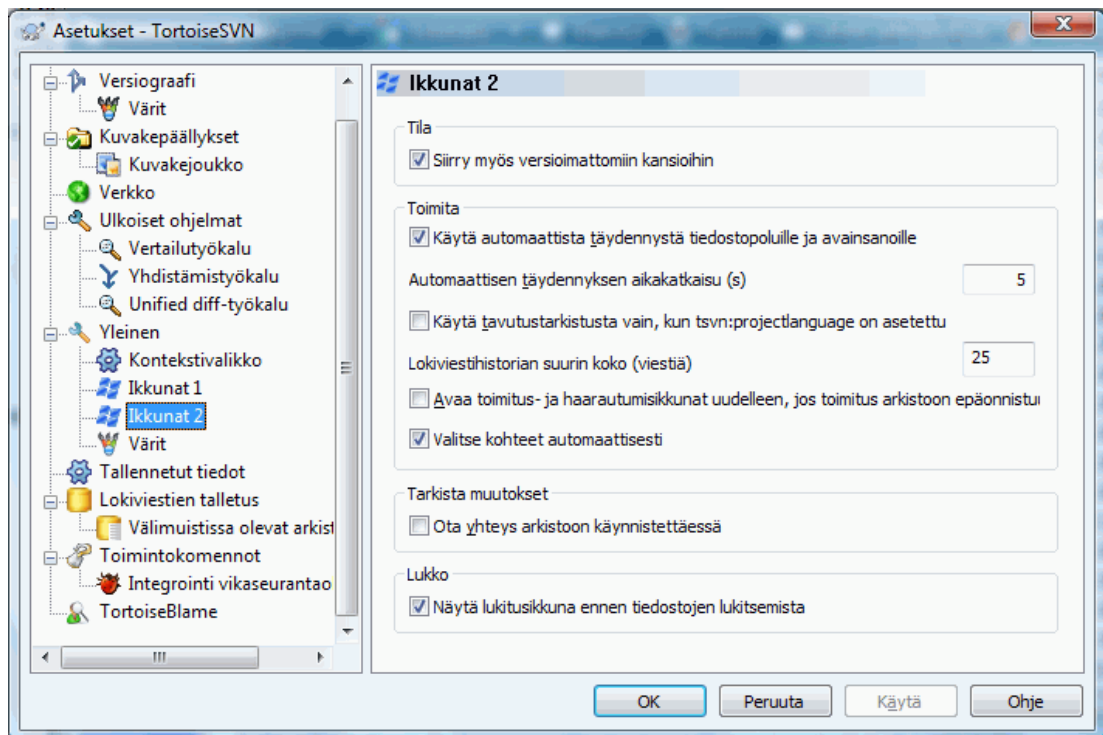 Asetukset - TortoiseSVN
Versiograafi
Värit
Kuvakepäällykset
Kuvakejoukko
Verkko
Ulkoiset ohjelmat
Vertailutyökalu
Yhdistämistyökalu
Unified diff-työkalu
Yleinen
Kontekstivalikko
Ikkunat 1
Ikkunat 2
Värit
Tallennetut tiedot
Lokiviestien talletus
Välimuistissa olevat arkist
Toimintokomennot
Integrointi vikaseurantao
TortoiseBlame
Ikkunat 2
Tila
Siirry myös versioimattomiin kansioihin
Toimita
Käytä automaattista täydennystä tiedostopoluille ja avainsanoille
Automaattisen täydennyksen aikakatkaisu (s) 5
Käytä tavutustarkistusta vain, kun tsvn:projectlanguage on asetettu
Lokiviestihistorian suurin koko (viestiä) 25
Avaa toimitus- ja haarautumisikkunat uudelleen, jos toimitus arkistoon epäonnistu
Valitse kohteet automaattisesti
Tarkista muutokset
Ota yhteys arkistoon käynnistettäessä
Lukko
Näytä lukitusikkuna ennen tiedostojen lukitsemista
OK Peruuta Käytä Ohje